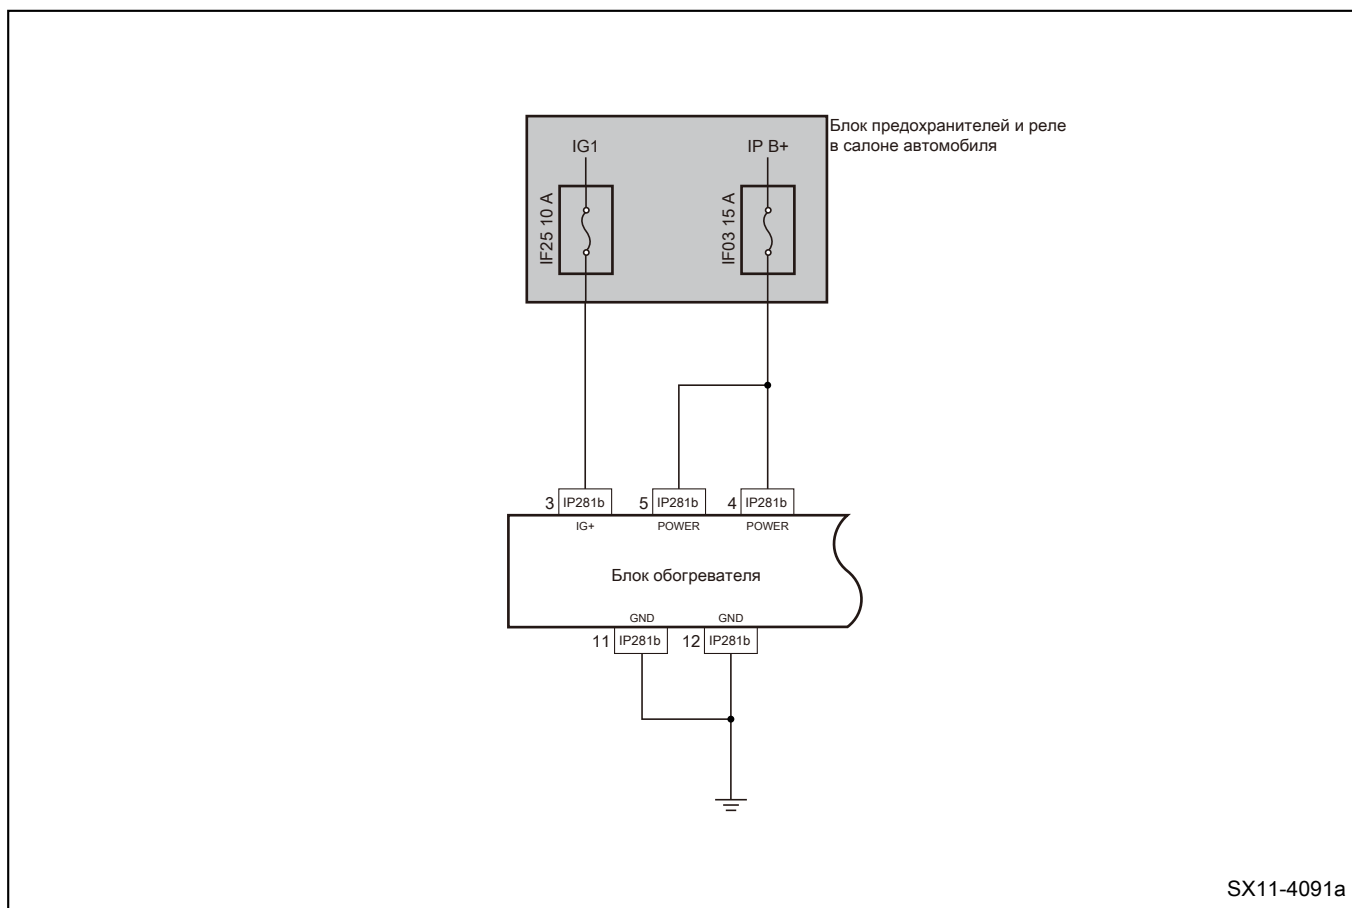 Блок предохранителей и реле
в салоне автомобиля
IG1
IP B+
IF25 10 A
IF03 15 A
3 IP281b
5 IP281b
4 IP281b
IG+
POWER
POWER
Блок обогревателя
GND
GND
11 IP281b
12 IP281b
SX11-4091a